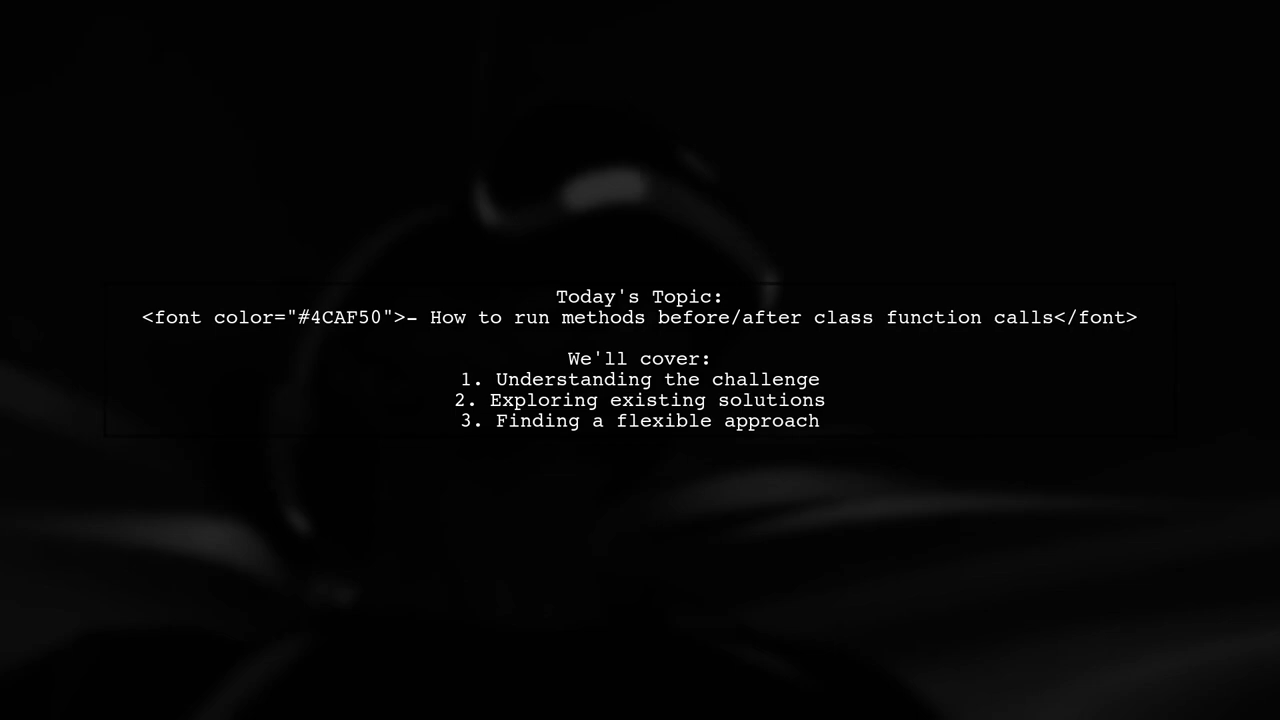 Today's Topic:
<font color="#4CAF50">- How to run methods before/after class function calls</font>
We'll cover:
1. Understanding the challenge
2. Exploring existing solutions
3. Finding a flexible approach